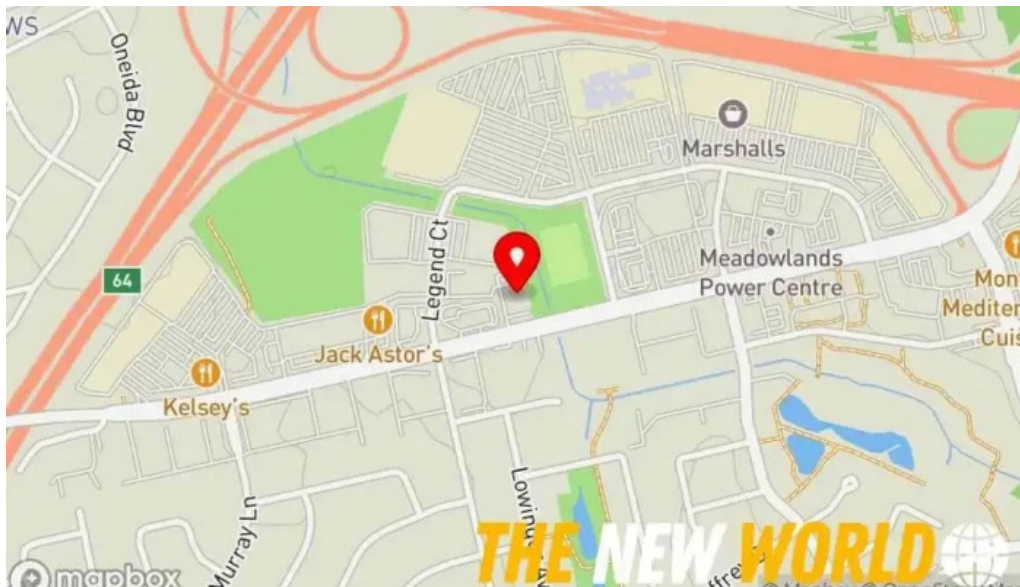 WS
Oneida Blvd
Marshalls
Legend Ct
Meadowlands
Power Centre
64
Mon
Mediter
Cuis
Jack Astor's
Kelsey's
Murray Ln
THE NEW WORLD
mapbox